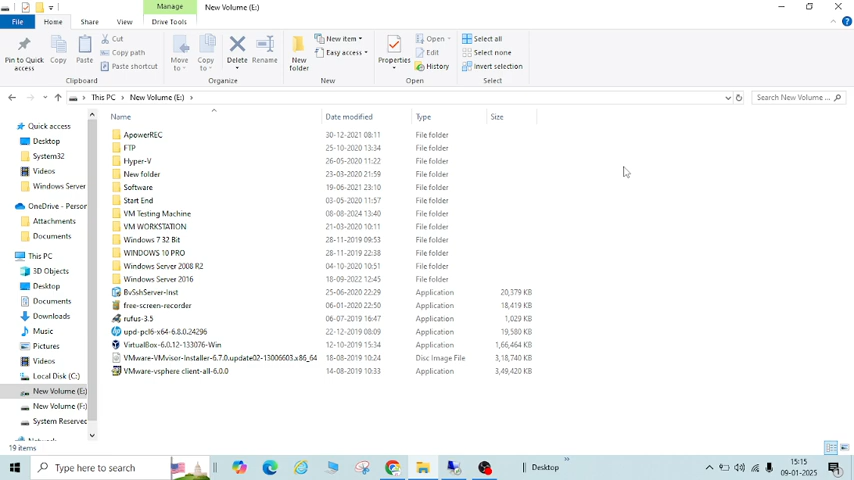 Manage
New Volume (E:)
File
Home
Share
View
Drive Tools
Pin to Quick access
Copy
Paste
Cut
Copy path
Paste shortcut
Clipboard
Move to
Copy to
Delete
Rename
Organize
New folder
New item
Easy access
New
Properties
Open
Edit
History
Open
Select all
Select none
Invert selection
Select
This PC
New Volume (E:)
Search New Volume ...
Name Date modified Type Size
Quick access
Desktop
System32
Videos
Windows Server
OneDrive - Person
Attachments
Documents
This PC
3D Objects
Desktop
Documents
Downloads
Music
Pictures
Videos
Local Disk (C:)
New Volume (E:)
New Volume (F:)
System Reserved
ApowerREC 30-12-2021 08:11 File folder
FTP 25-10-2020 13:34 File folder
Hyper-V 26-05-2020 11:22 File folder
New folder 23-03-2020 21:59 File folder
Software 19-06-2021 23:10 File folder
Start End 03-05-2020 11:57 File folder
VM Testing Machine 08-08-2024 13:40 File folder
VM WORKSTATION 21-03-2020 10:11 File folder
Windows 7 32 Bit 28-11-2019 09:53 File folder
WINDOWS 10 PRO 28-11-2019 22:38 File folder
Windows Server 2008 R2 04-10-2020 10:51 File folder
Windows Server 2016 18-09-2022 12:45 File folder
BvSshServer-Inst 25-06-2020 22:29 Application 20,379 KB
free-screen-recorder 06-01-2020 22:50 Application 18,419 KB
rufus-3.5 06-07-2019 16:47 Application 1,029 KB
upd-pcl6-x64-6.8.0.24296 22-12-2019 08:09 Application 19,580 KB
VirtualBox-6.0.12-133076-Win 12-10-2019 15:34 Application 1,66,464 KB
VMware-VMvisor-Installer-6.7.0.update02-13006603.x86_64 18-08-2019 10:24 Disc Image File 3,18,740 KB
VMware-vsphere client-all-6.0.0 14-08-2019 10:33 Application 3,49,420 KB
19 items
Type here to search
Desktop
15:15
09-01-2025